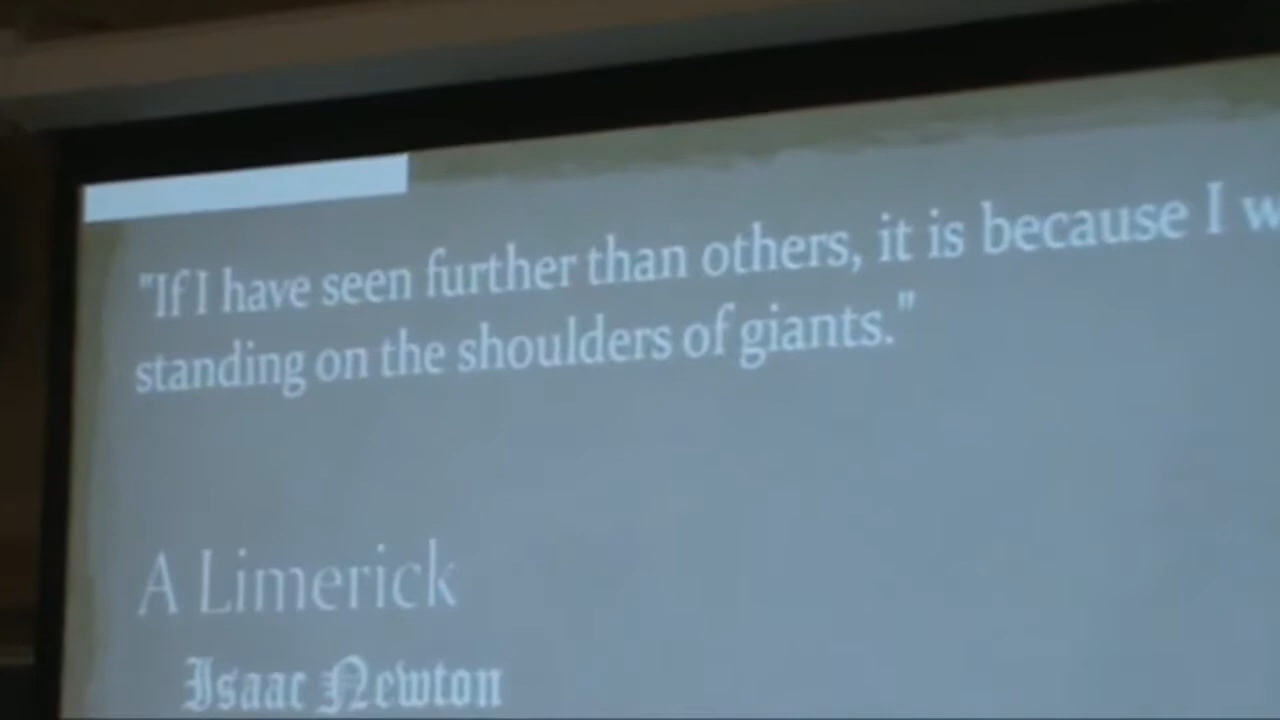 "If I have seen further than others, it is because I w
standing on the shoulders of giants."
A Limerick
Isaac Newton